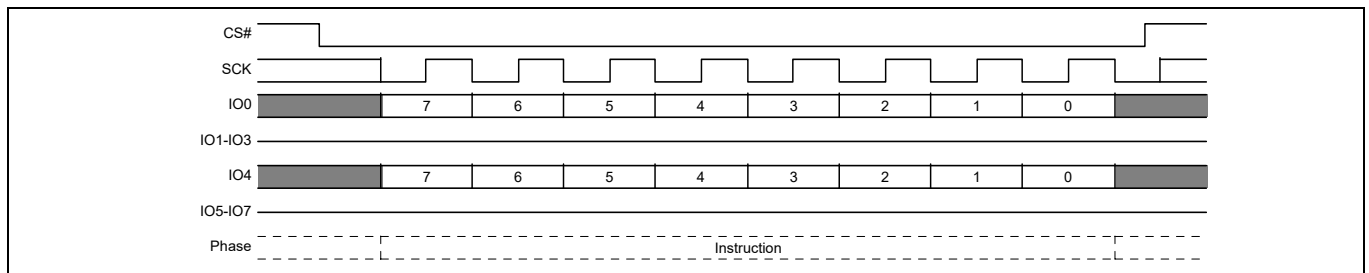 CS#
SCK
IO0 7 6 5 4 3 2 1 0
IO1-IO3
IO4 7 6 5 4 3 2 1 0
IO5-IO7
Phase Instruction